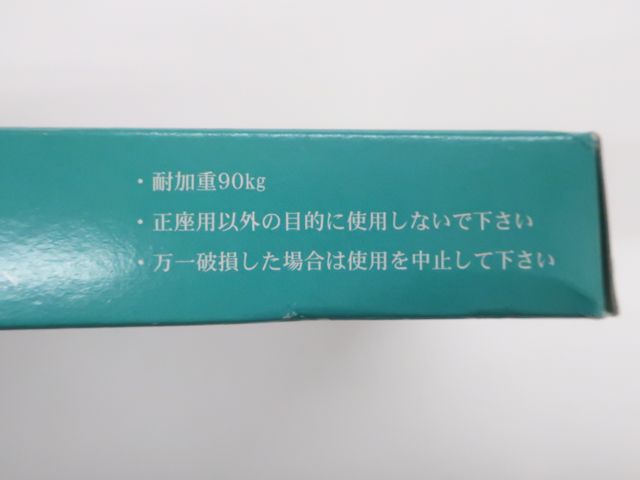 ・耐加重90kg
・正座用以外の目的に使用しないで下さい
・万一破損した場合は使用を中止して下さい